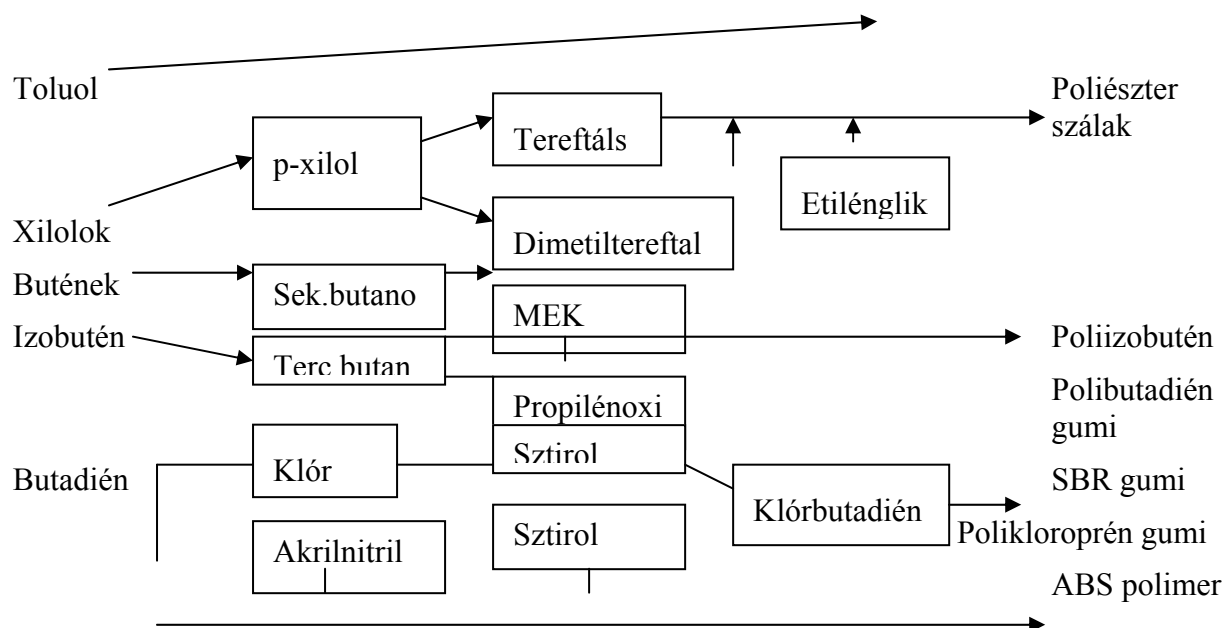 Toluol
Poliészter
szálak
Tereftáls
p-xilol
Etilénglik
Xilolok
Dimetiltereftal
Butének
Sek.butano
MEK
Izobutén
Terc.butan
Poliizobutén
Propilénoxi
Polibutadién
gumi
Sztirol
Butadién
Klór
SBR gumi
Klórbutadién
Polikloroprén gumi
Akrilnitril
Sztirol
ABS polimer